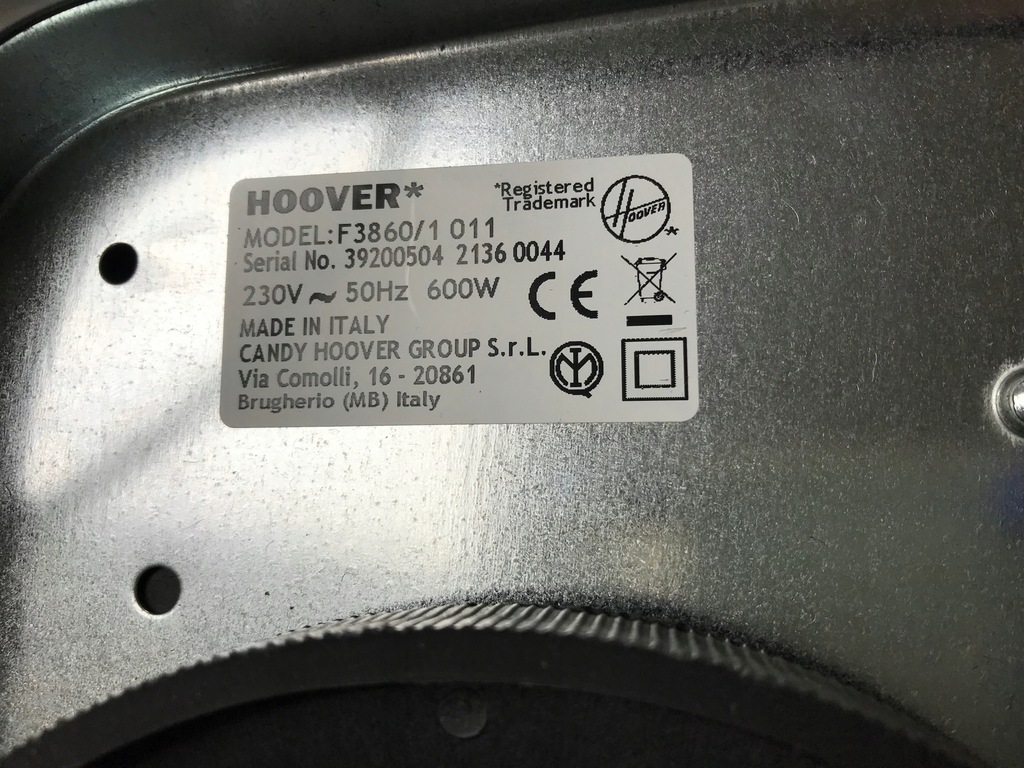 HOOVER*
*Registered
Trademark
HOOVER
*
MODEL:F3860/1 011
Serial No. 39200504 2136 0044
230V ~ 50Hz 600W
CE
MADE IN ITALY
CANDY HOOVER GROUP S.r.L.
Via Comolli, 16 - 20861
Brugherio (MB) Italy